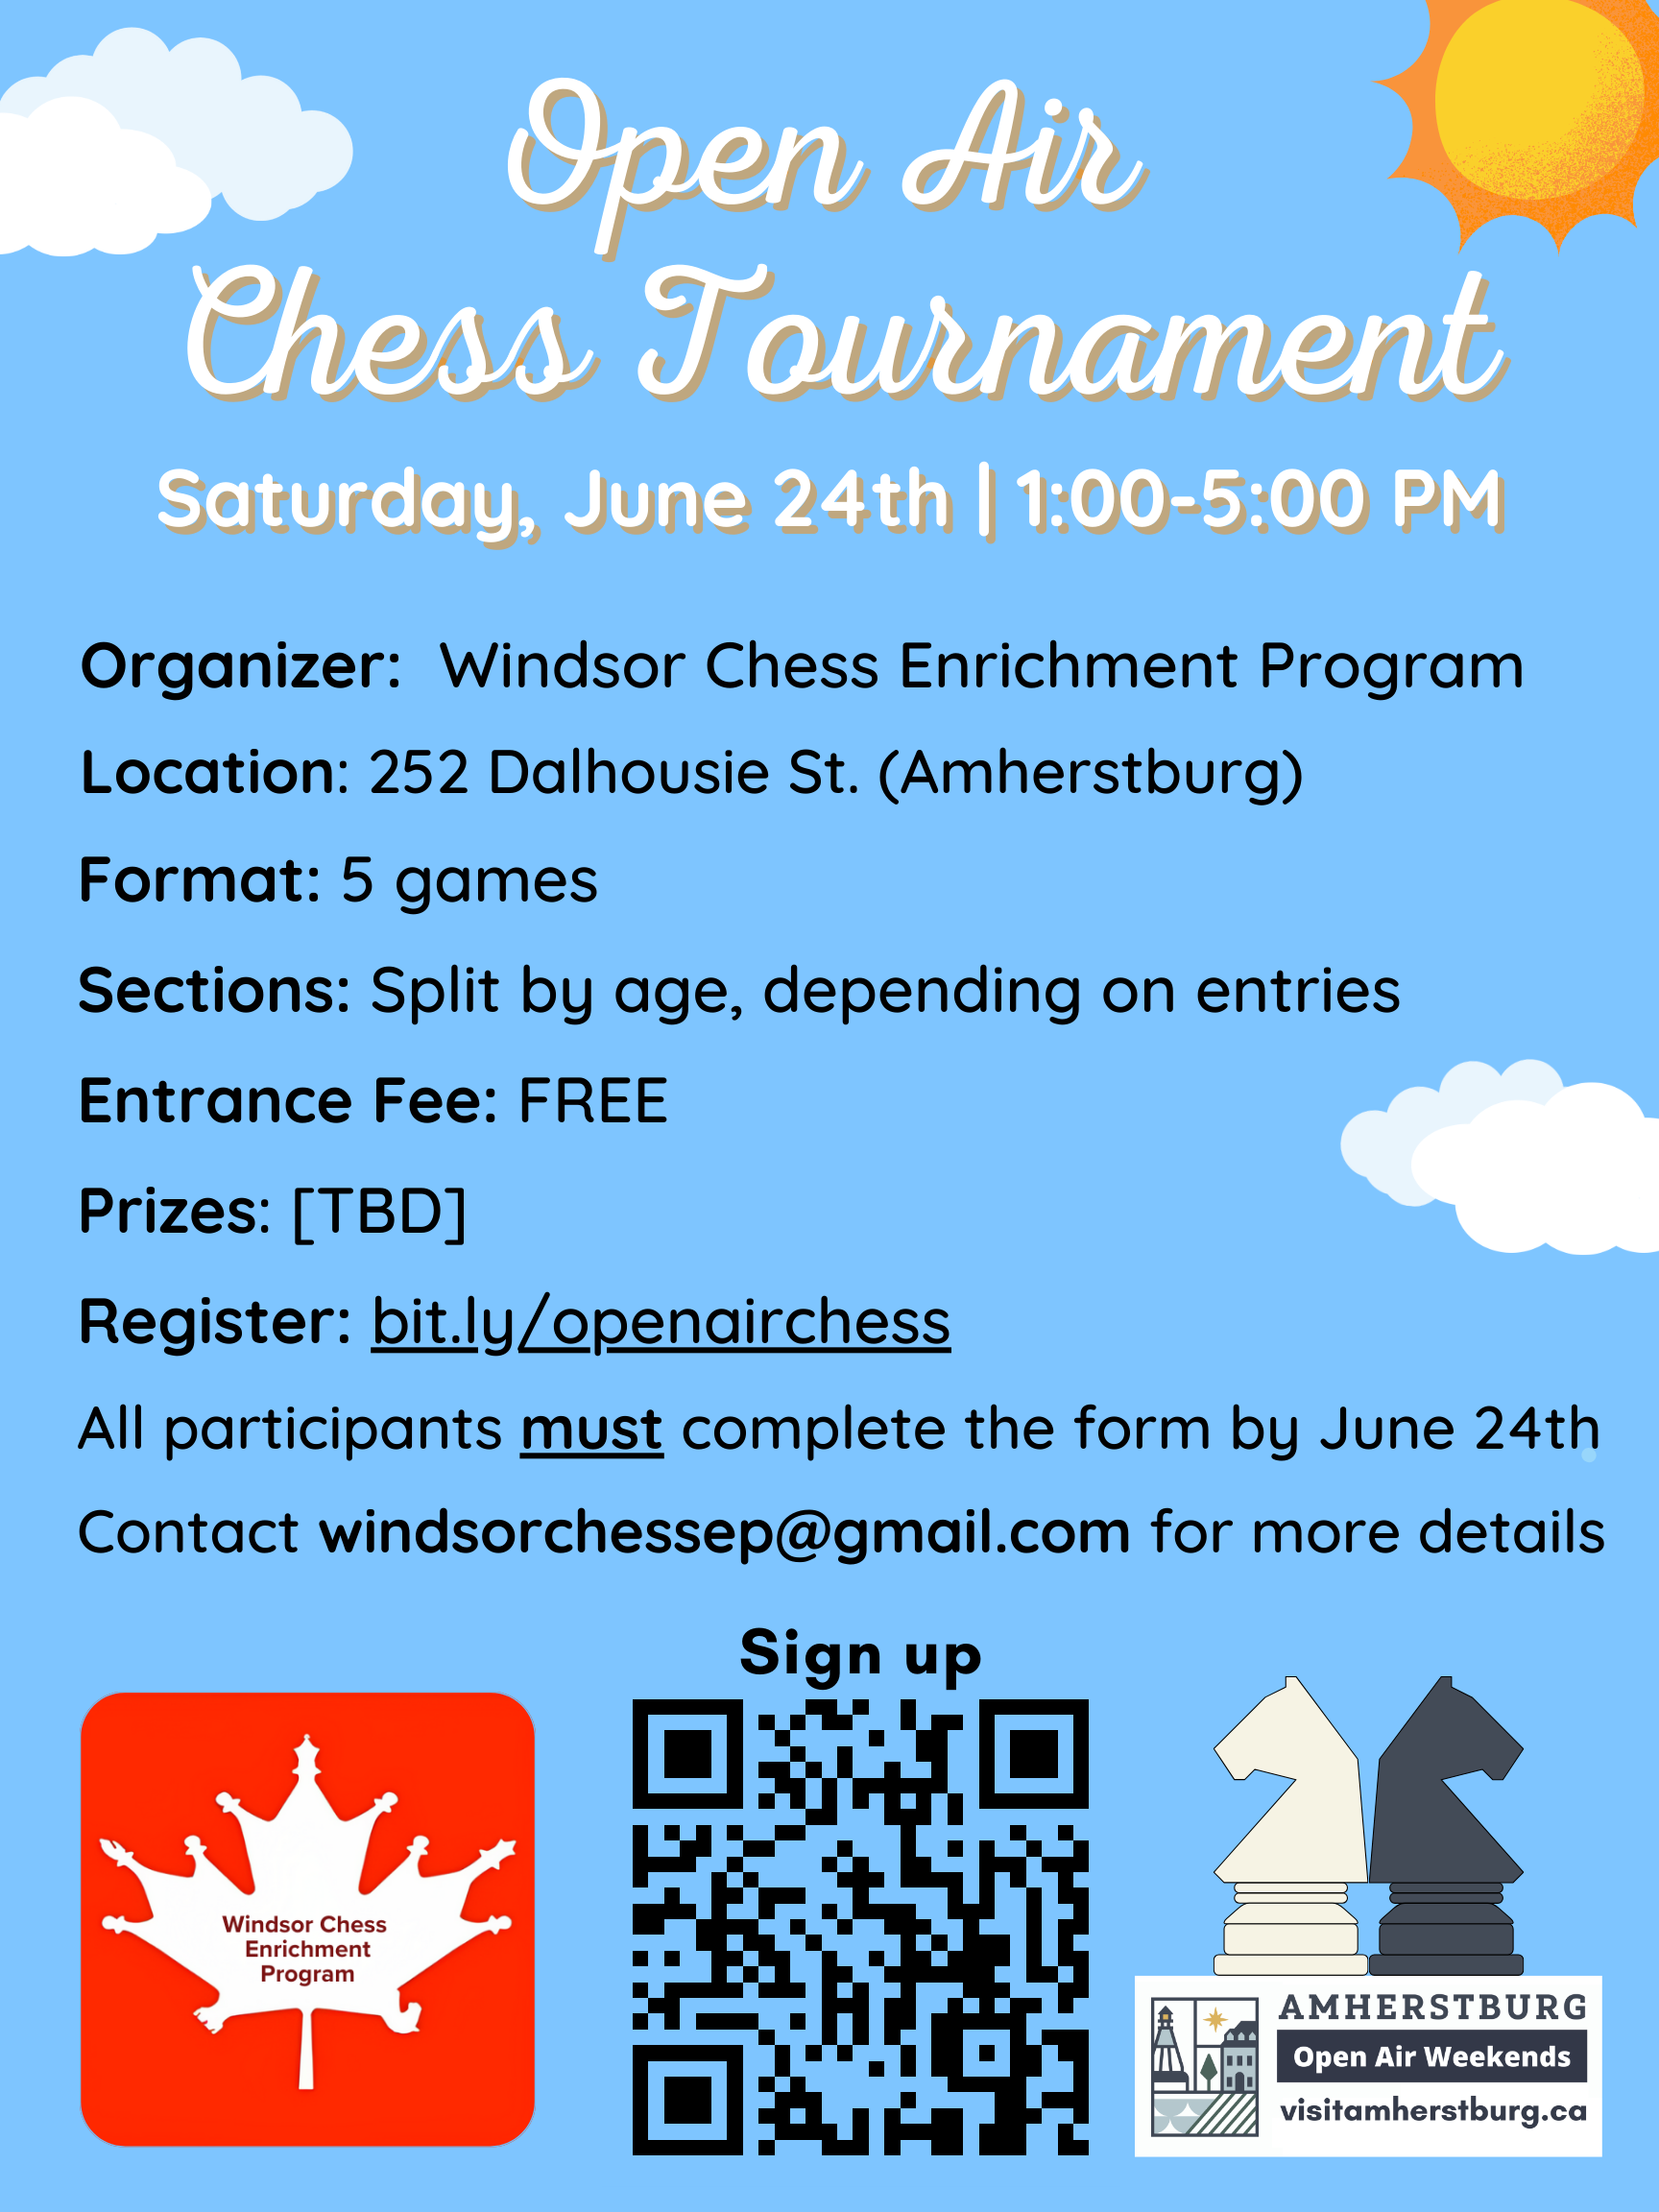 Open Air
Chess Tournament
Saturday, June 24th | 1:00-5:00 PM
Organizer: Windsor Chess Enrichment Program
Location: 252 Dalhousie St. (Amherstburg)
Format: 5 games
Sections: Split by age, depending on entries
Entrance Fee: FREE
Prizes: [TBD]
Register: bit.ly/openairchess
All participants must complete the form by June 24th
Contact windsorchessep@gmail.com for more details
Sign up
Windsor Chess
Enrichment
Program
AMHERSTBURG
Open Air Weekends
visitamherstburg.ca